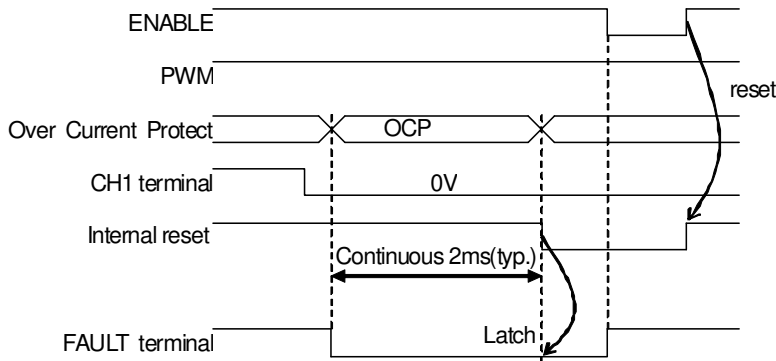 ENABLE
PWM
reset
Over Current Protect
OCP
CH1 terminal
0V
Internal reset
Continuous 2ms(typ.)
Latch
FAULT terminal